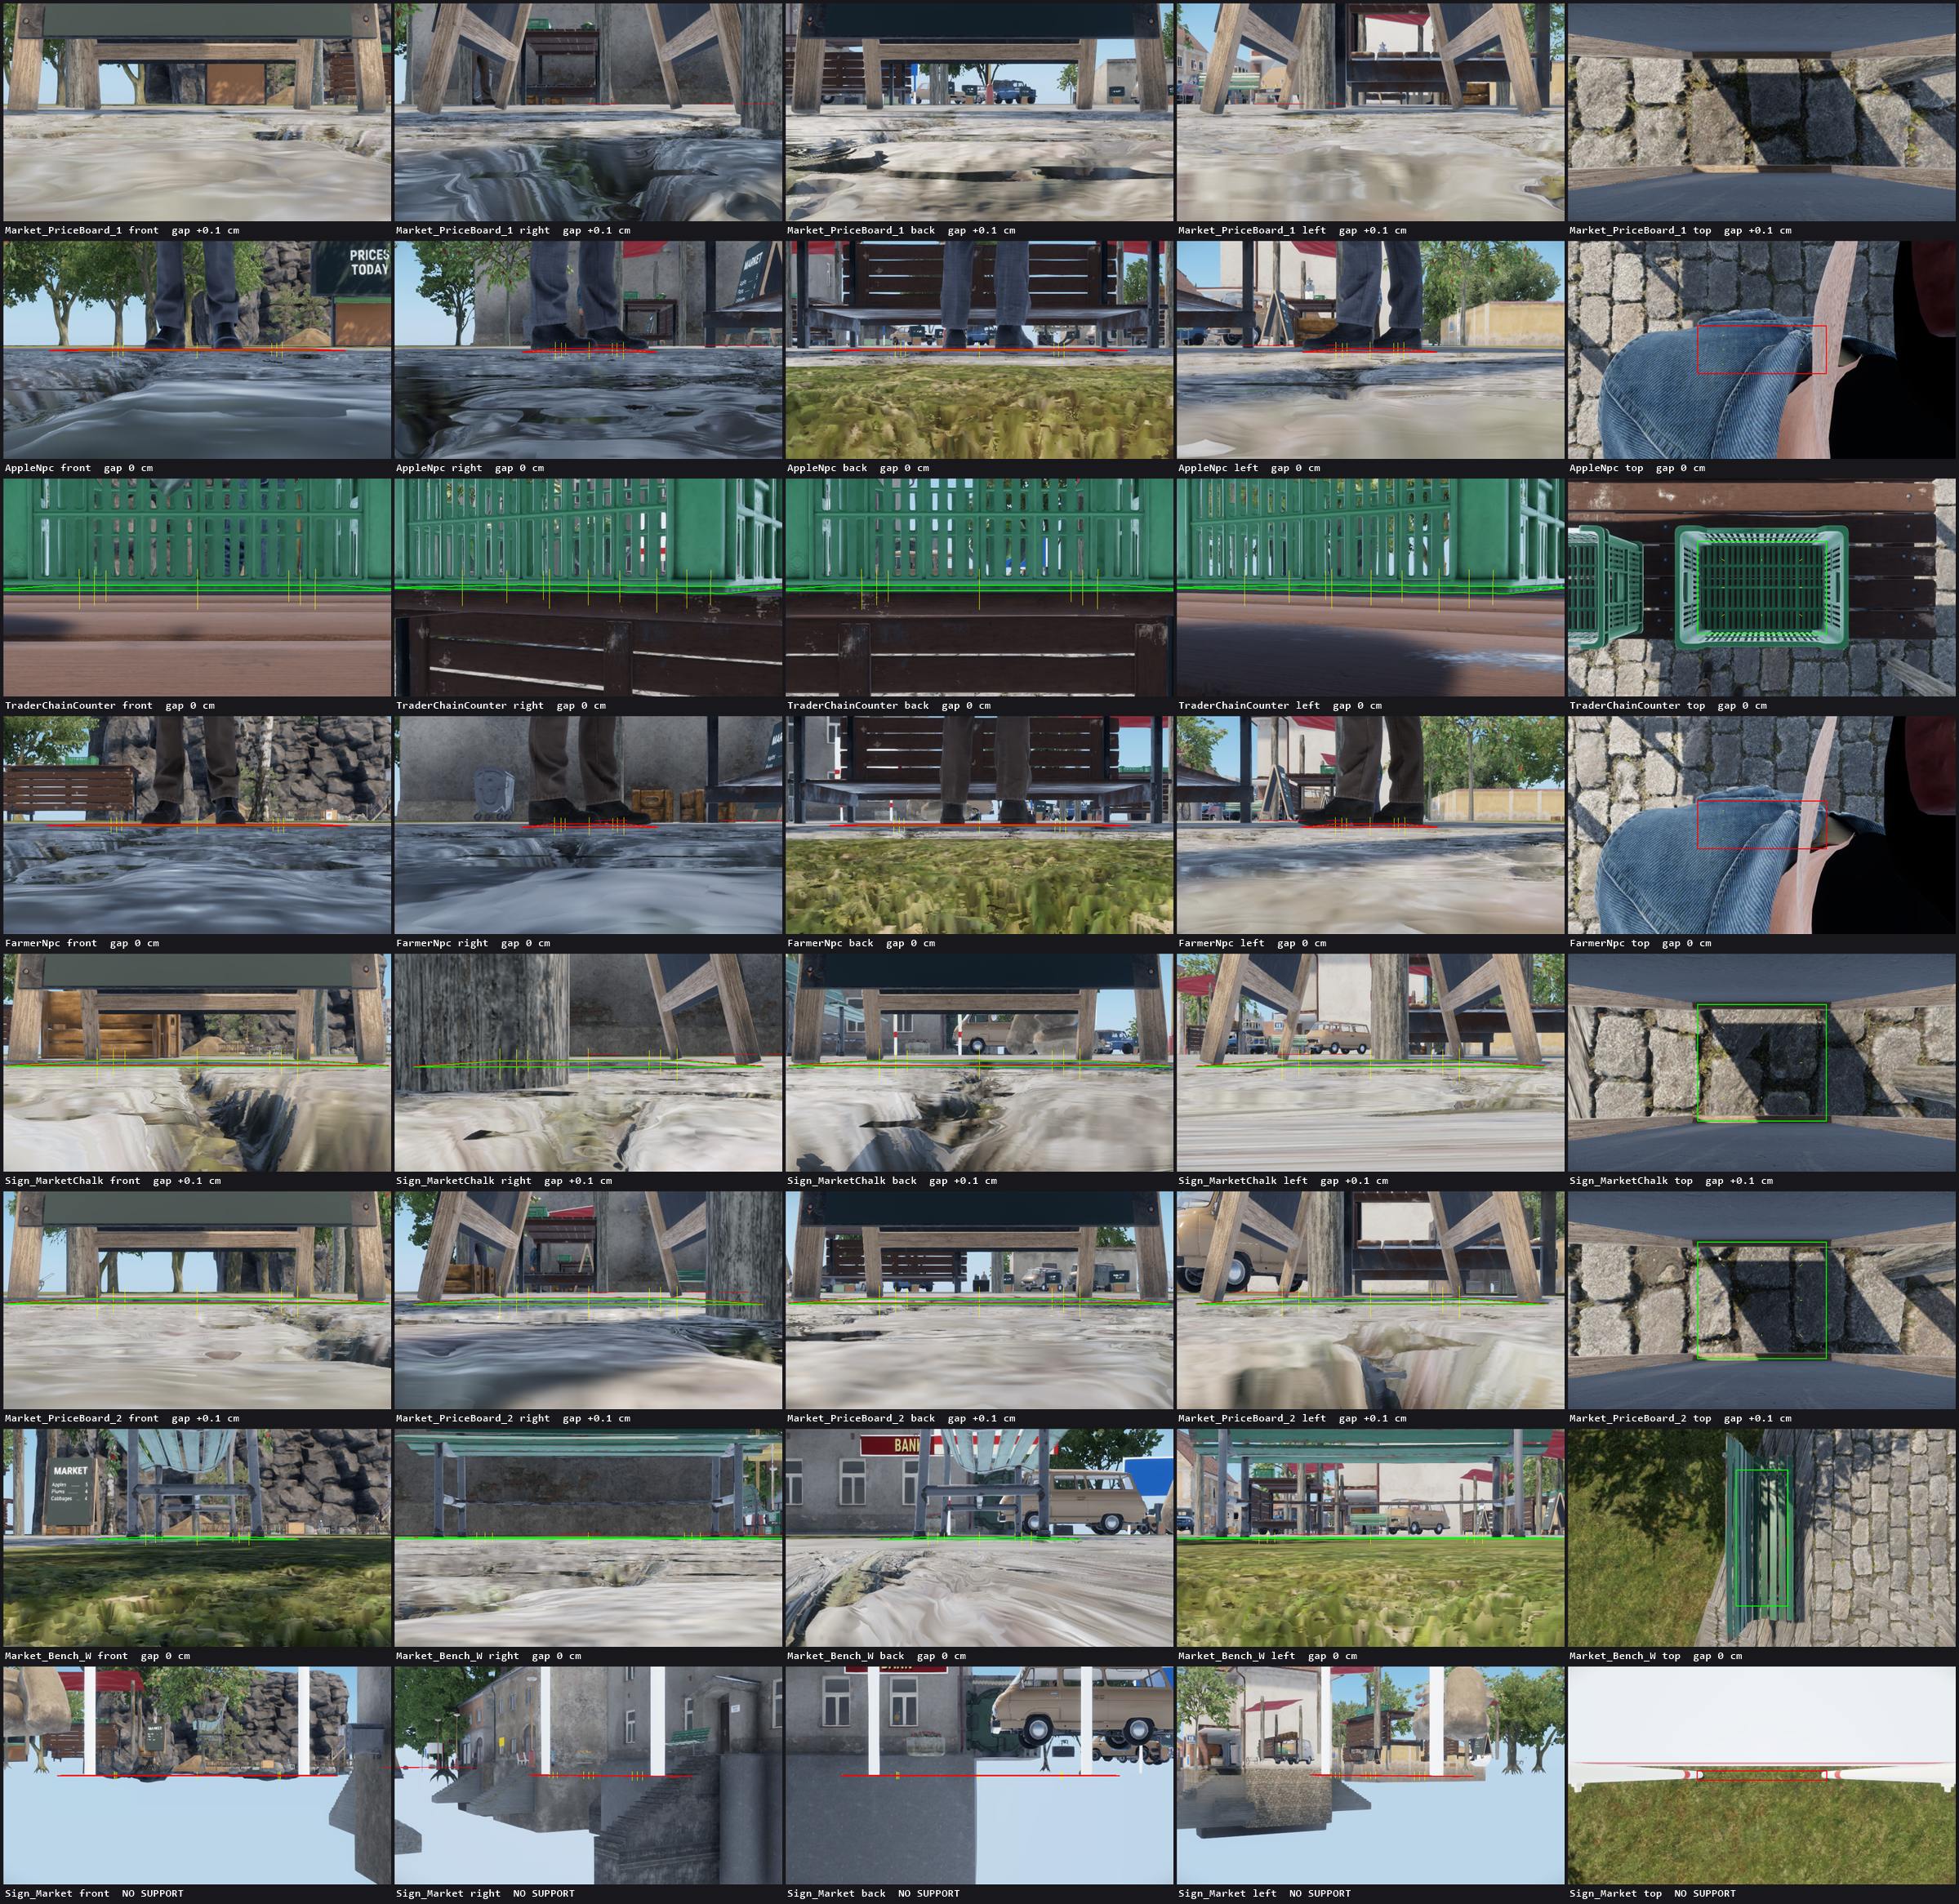 Market_PriceBoard_1 front  gap +0.1 cm
Market_PriceBoard_1 right  gap +0.1 cm
Market_PriceBoard_1 back  gap +0.1 cm
Market_PriceBoard_1 left  gap +0.1 cm
Market_PriceBoard_1 top  gap +0.1 cm
PRICES
TODAY
MARKET
AppleNpc front  gap 0 cm
AppleNpc right  gap 0 cm
AppleNpc back  gap 0 cm
AppleNpc left  gap 0 cm
AppleNpc top  gap 0 cm
TraderChainCounter front  gap 0 cm
TraderChainCounter right  gap 0 cm
TraderChainCounter back  gap 0 cm
TraderChainCounter left  gap 0 cm
TraderChainCounter top  gap 0 cm
MAR
FarmerNpc front  gap 0 cm
FarmerNpc right  gap 0 cm
FarmerNpc back  gap 0 cm
FarmerNpc left  gap 0 cm
FarmerNpc top  gap 0 cm
Sign_MarketChalk front  gap +0.1 cm
Sign_MarketChalk right  gap +0.1 cm
Sign_MarketChalk back  gap +0.1 cm
Sign_MarketChalk left  gap +0.1 cm
Sign_MarketChalk top  gap +0.1 cm
Market_PriceBoard_2 front  gap +0.1 cm
Market_PriceBoard_2 right  gap +0.1 cm
Market_PriceBoard_2 back  gap +0.1 cm
Market_PriceBoard_2 left  gap +0.1 cm
Market_PriceBoard_2 top  gap +0.1 cm
MARKET
Apples ..... 3
Plums ..... 4
Cabbages .. 6
BANK
Market_Bench_W front  gap 0 cm
Market_Bench_W right  gap 0 cm
Market_Bench_W back  gap 0 cm
Market_Bench_W left  gap 0 cm
Market_Bench_W top  gap 0 cm
Sign_Market front  NO SUPPORT
Sign_Market right  NO SUPPORT
Sign_Market back  NO SUPPORT
Sign_Market left  NO SUPPORT
Sign_Market top  NO SUPPORT